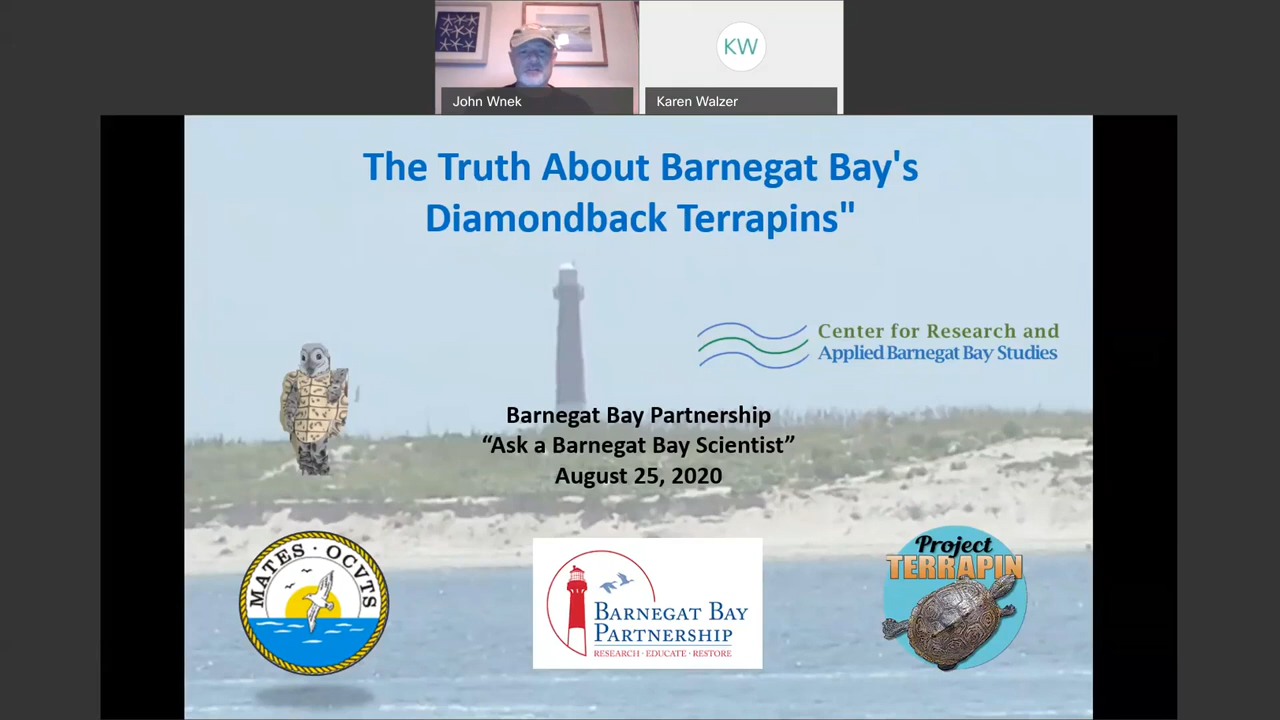 KW
John Wnek
Karen Walzer
The Truth About Barnegat Bay's
Diamondback Terrapins"
Center for Research and
Applied Barnegat Bay Studies
Barnegat Bay Partnership
“Ask a Barnegat Bay Scientist”
August 25, 2020
MATES · OCVTS
BARNEGAT BAY
PARTNERSHIP
RESEARCH · EDUCATE · RESTORE
Project
TERRAPIN